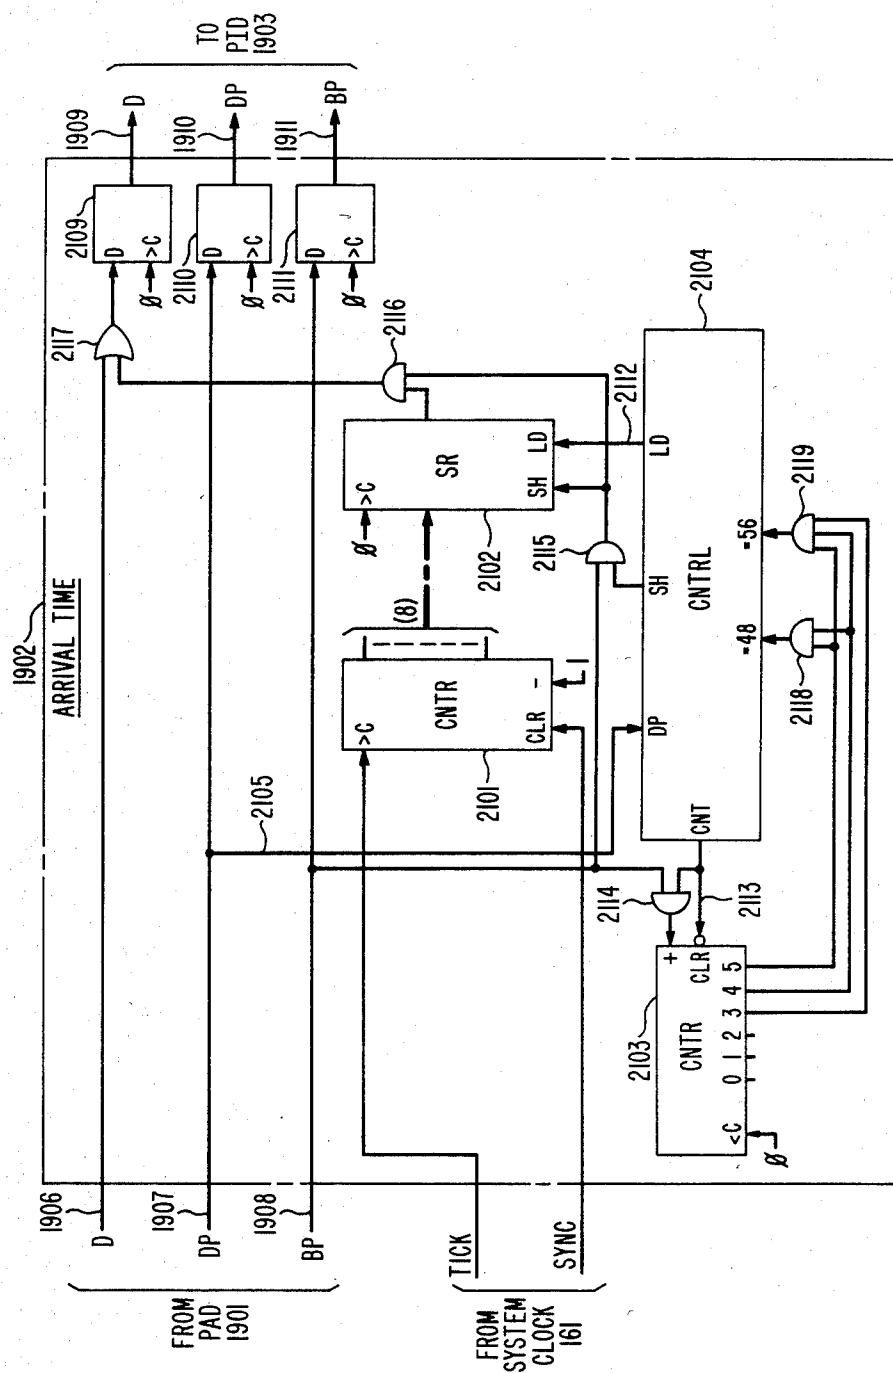 1902
ARRIVAL TIME
FROM
PAD
1901
D
1906
DP
1907
BP
1908
FROM
SYSTEM
CLOCK
161
TICK
SYNC
2105
2117
2109
D
>C
Ø
1909
D
2110
D
>C
Ø
1910
DP
2111
D
>C
Ø
1911
BP
TO
PID
1903
2101
>C
CNTR
CLR
-
1
(8)
2102
Ø
>C
SR
SH
LD
2116
2115
2112
2114
2113
2103
+
CLR
CNTR
<C
0
1
2
3
4
5
Ø
2104
CNT
DP
SH
LD
CNTRL
=48
=56
2118
2119